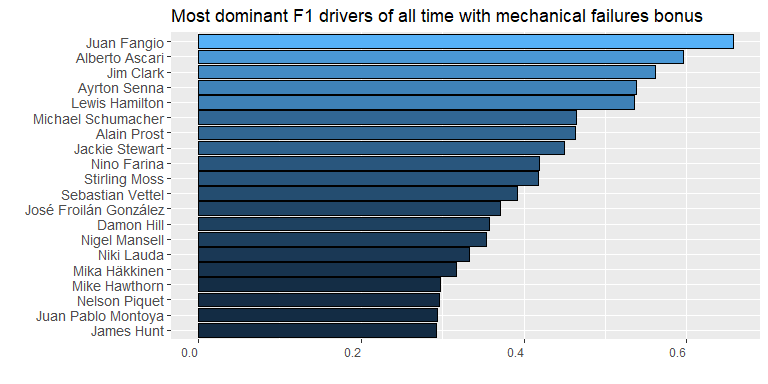 Most dominant F1 drivers of all time with mechanical failures bonus
Juan Fangio
Alberto Ascari
Jim Clark
Ayrton Senna
Lewis Hamilton
Michael Schumacher
Alain Prost
Jackie Stewart
Nino Farina
Stirling Moss
Sebastian Vettel
José Froilán González
Damon Hill
Nigel Mansell
Niki Lauda
Mika Häkkinen
Mike Hawthorn
Nelson Piquet
Juan Pablo Montoya
James Hunt
0.0 0.2 0.4 0.6